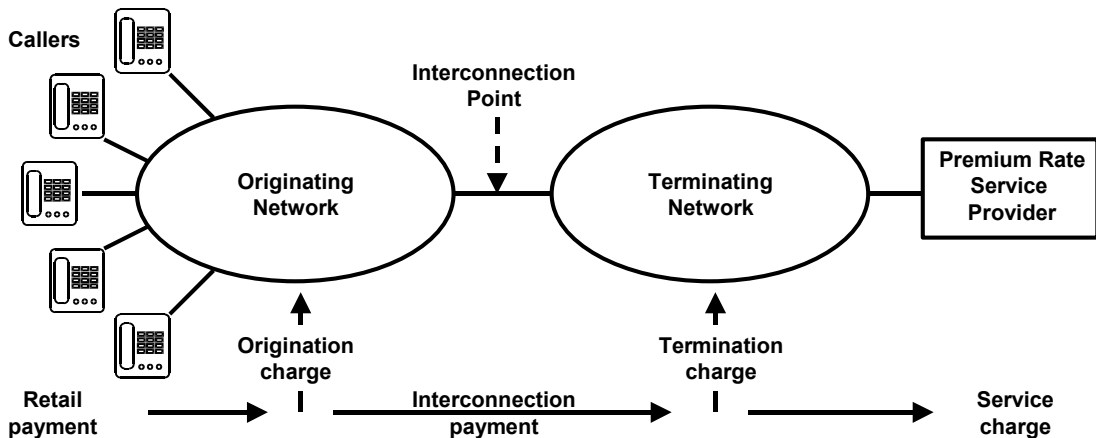 Callers
Interconnection
Point
Originating
Network
Terminating
Network
Premium Rate
Service
Provider
Origination
charge
Termination
charge
Retail
payment
Interconnection
payment
Service
charge